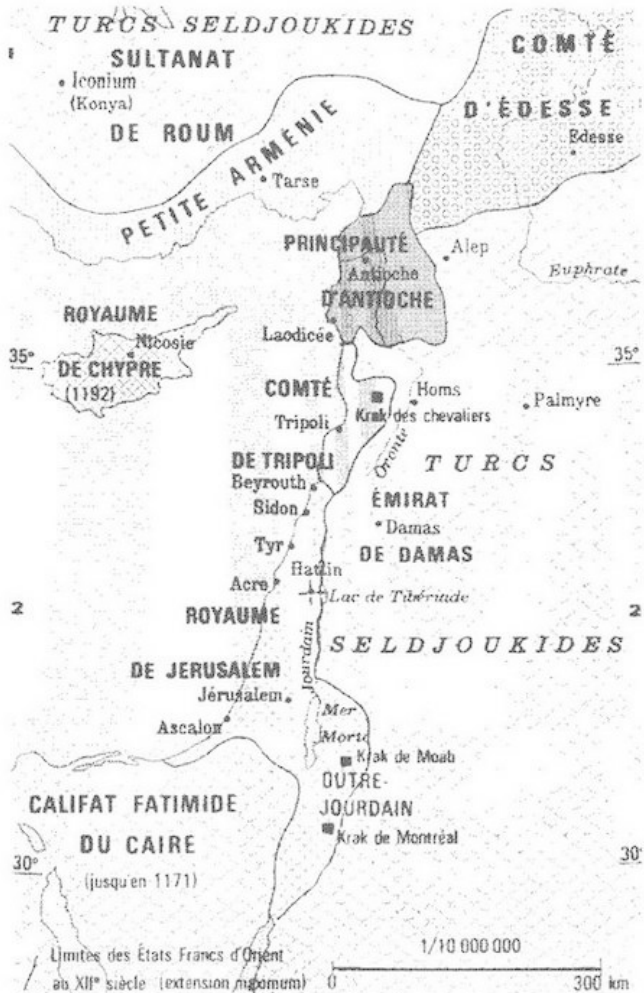 TURCS SELDJOUKIDES
SULTANAT
DE ROUM
1
Iconium
(Konya)
COMTÉ
D'ÉDESSE
Edesse
PETITE ARMÉNIE
Tarse
PRINCIPAUTÉ
Antioche
D'ANTIOCHE
Alep
Euphrate
ROYAUME
Nicosie
DE CHYPRE
(1192)
Laodicée
35°
35°
COMTÉ
Homs
Krak des chevaliers
Palmyre
Tripoli
Oronte
DE TRIPOLI
TURCS
Beyrouth
ÉMIRAT
Sidon
Damas
Tyr
DE DAMAS
Hattin
Acre
Lac de Tibériade
2
2
ROYAUME
SELDJOUKIDES
DE JERUSALEM
Jourdain
Jérusalem
Ascalon
Mer
Morte
Krak de Moab
OUTRE-
JOURDAIN
Krak de Montréal
CALIFAT FATIMIDE
DU CAIRE
(jusqu'en 1171)
30°
30°
Limites des États Francs d'Orient
au XIIe siècle (extension maximum)
1/10 000 000
0 300 km